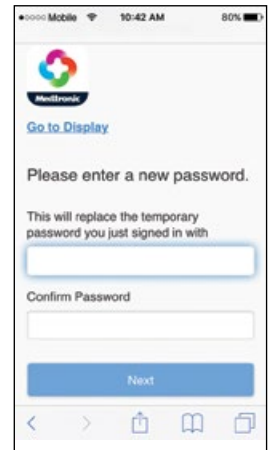 Mobile 10:42 AM 80%
Medtronic
Go to Display
Please enter a new password.
This will replace the temporary
password you just signed in with
Confirm Password
Next